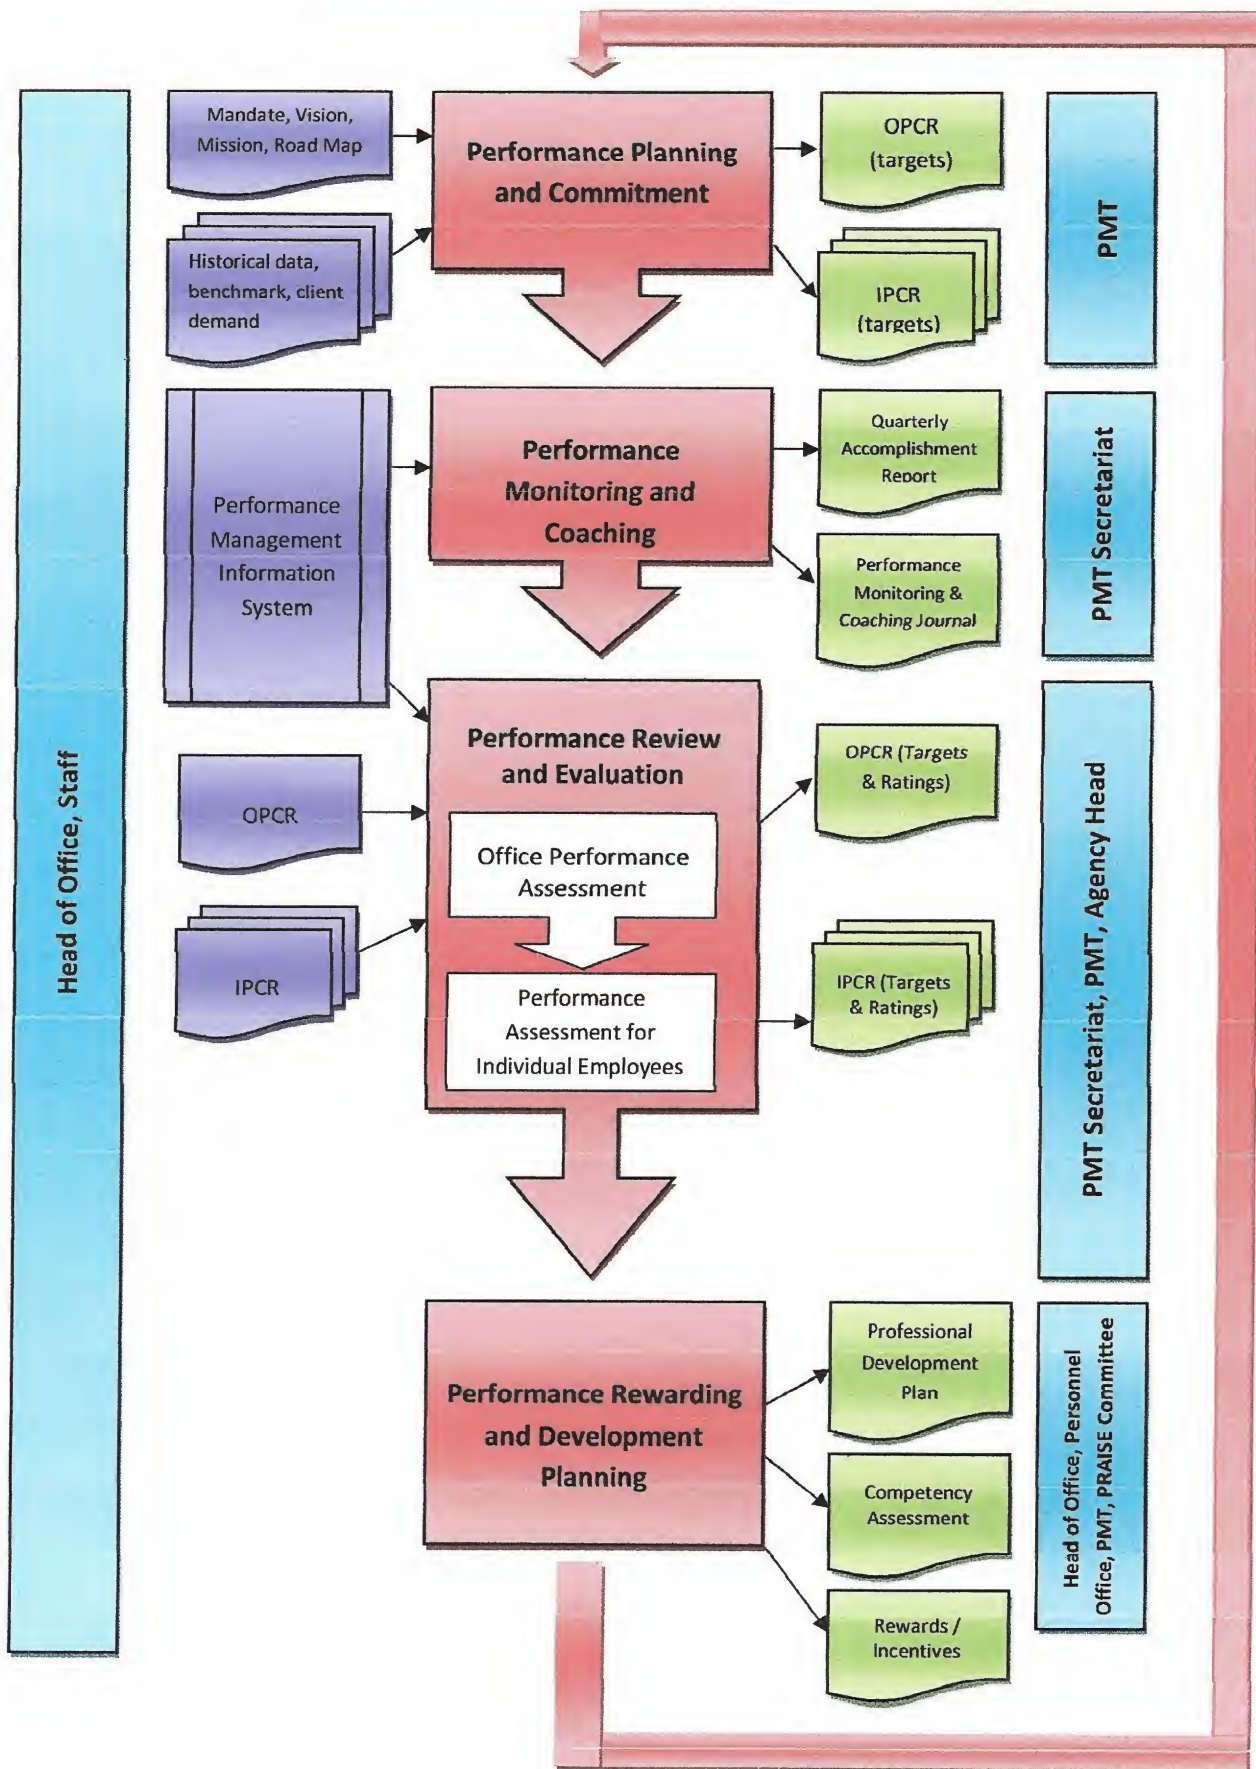 Head of Office, Staff
Mandate, Vision,
Mission, Road Map
Historical data,
benchmark, client
demand
Performance Planning
and Commitment
OPCR
(targets)
IPCR
(targets)
PMT
Performance
Management
Information
System
Performance
Monitoring and
Coaching
Quarterly
Accomplishment
Report
Performance
Monitoring &
Coaching Journal
PMT Secretariat
OPCR
IPCR
Performance Review
and Evaluation
Office Performance
Assessment
Performance
Assessment for
Individual Employees
OPCR (Targets
& Ratings)
IPCR (Targets
& Ratings)
PMT Secretariat, PMT, Agency Head
Performance Rewarding
and Development
Planning
Professional
Development
Plan
Competency
Assessment
Rewards /
Incentives
Head of Office, Personnel
Office, PMT, PRAISE Committee